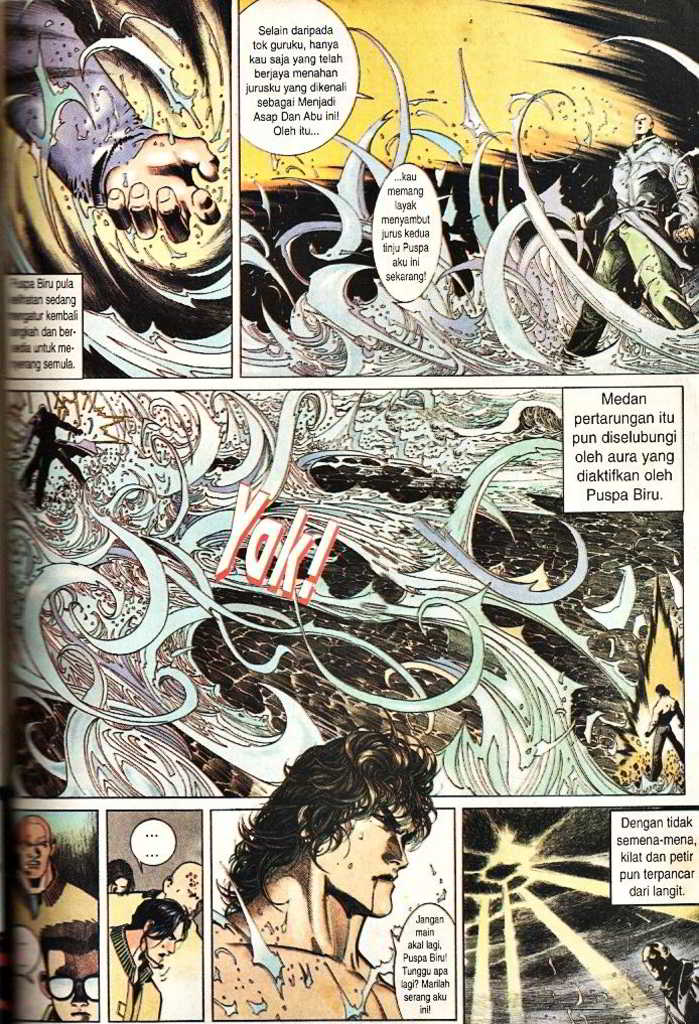 Puspa Biru pula
kelihatan sedang
mengatur kembali
langkah dan ber-
sedia untuk me-
nyerang semula.
Selain daripada
tok guruku, hanya
kau saja yang telah
berjaya menahan
jurusku yang dikenali
sebagai Menjadi
Asap Dan Abu ini!
Oleh itu...
...kau
memang
layak
menyambut
jurus kedua
tinju Puspa
aku ini
sekarang!
Medan
pertarungan itu
pun diselubungi
oleh aura yang
diaktifkan oleh
Puspa Biru.
Yak!
...
...
Jangan
main
akal lagi,
Puspa Biru!
Tunggu apa
lagi? Marilah
serang aku
ini!
Dengan tidak
semena-mena,
kilat dan petir
pun terpancar
dari langit.